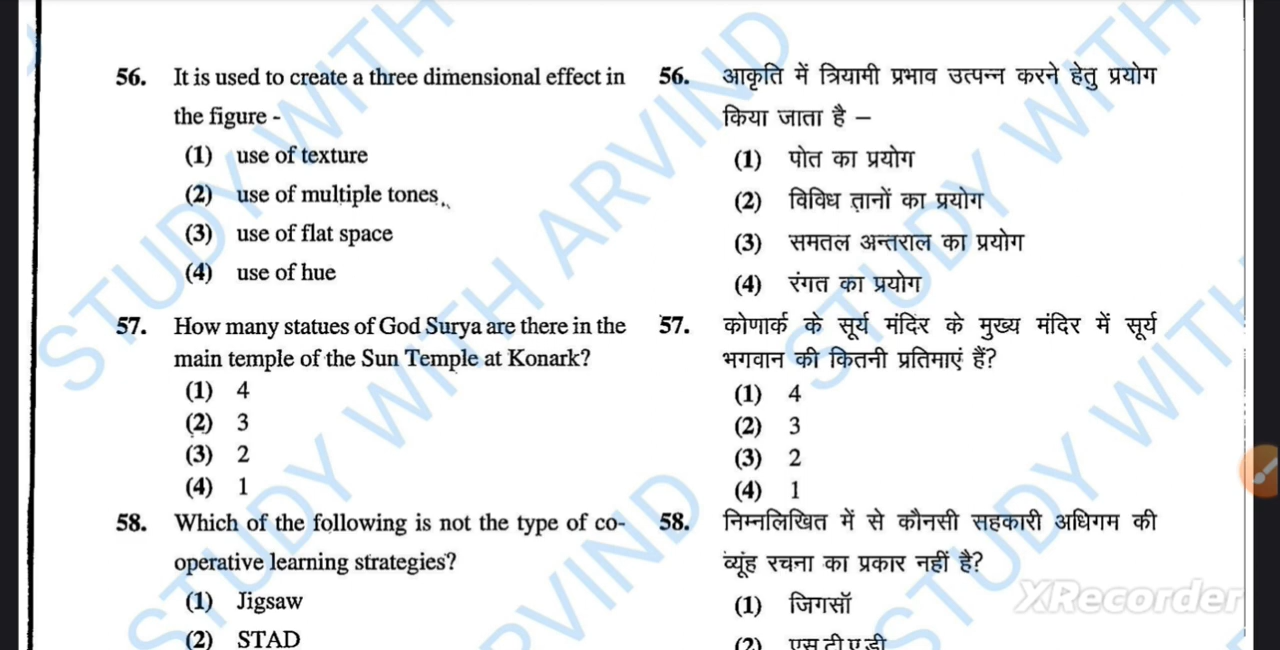 56. It is used to create a three dimensional effect in
the figure -
(1) use of texture
(2) use of multiple tones
(3) use of flat space
(4) use of hue
57. How many statues of God Surya are there in the
main temple of the Sun Temple at Konark?
(1) 4
(2) 3
(3) 2
(4) 1
58. Which of the following is not the type of co-
operative learning strategies?
(1) Jigsaw
(2) STAD
56. आकृति में त्रियामी प्रभाव उत्पन्न करने हेतु प्रयोग
किया जाता है –
(1) पोत का प्रयोग
(2) विविध तानों का प्रयोग
(3) समतल अन्तराल का प्रयोग
(4) रंगत का प्रयोग
57. कोणार्क के सूर्य मंदिर के मुख्य मंदिर में सूर्य
भगवान की कितनी प्रतिमाएं हैं?
(1) 4
(2) 3
(3) 2
(4) 1
58. निम्नलिखित में से कौनसी सहकारी अधिगम की
व्यूंह रचना का प्रकार नहीं है?
(1) जिगसॉ
(2) एस टी ए डी
STUDY WITH ARVIND
XRecorder